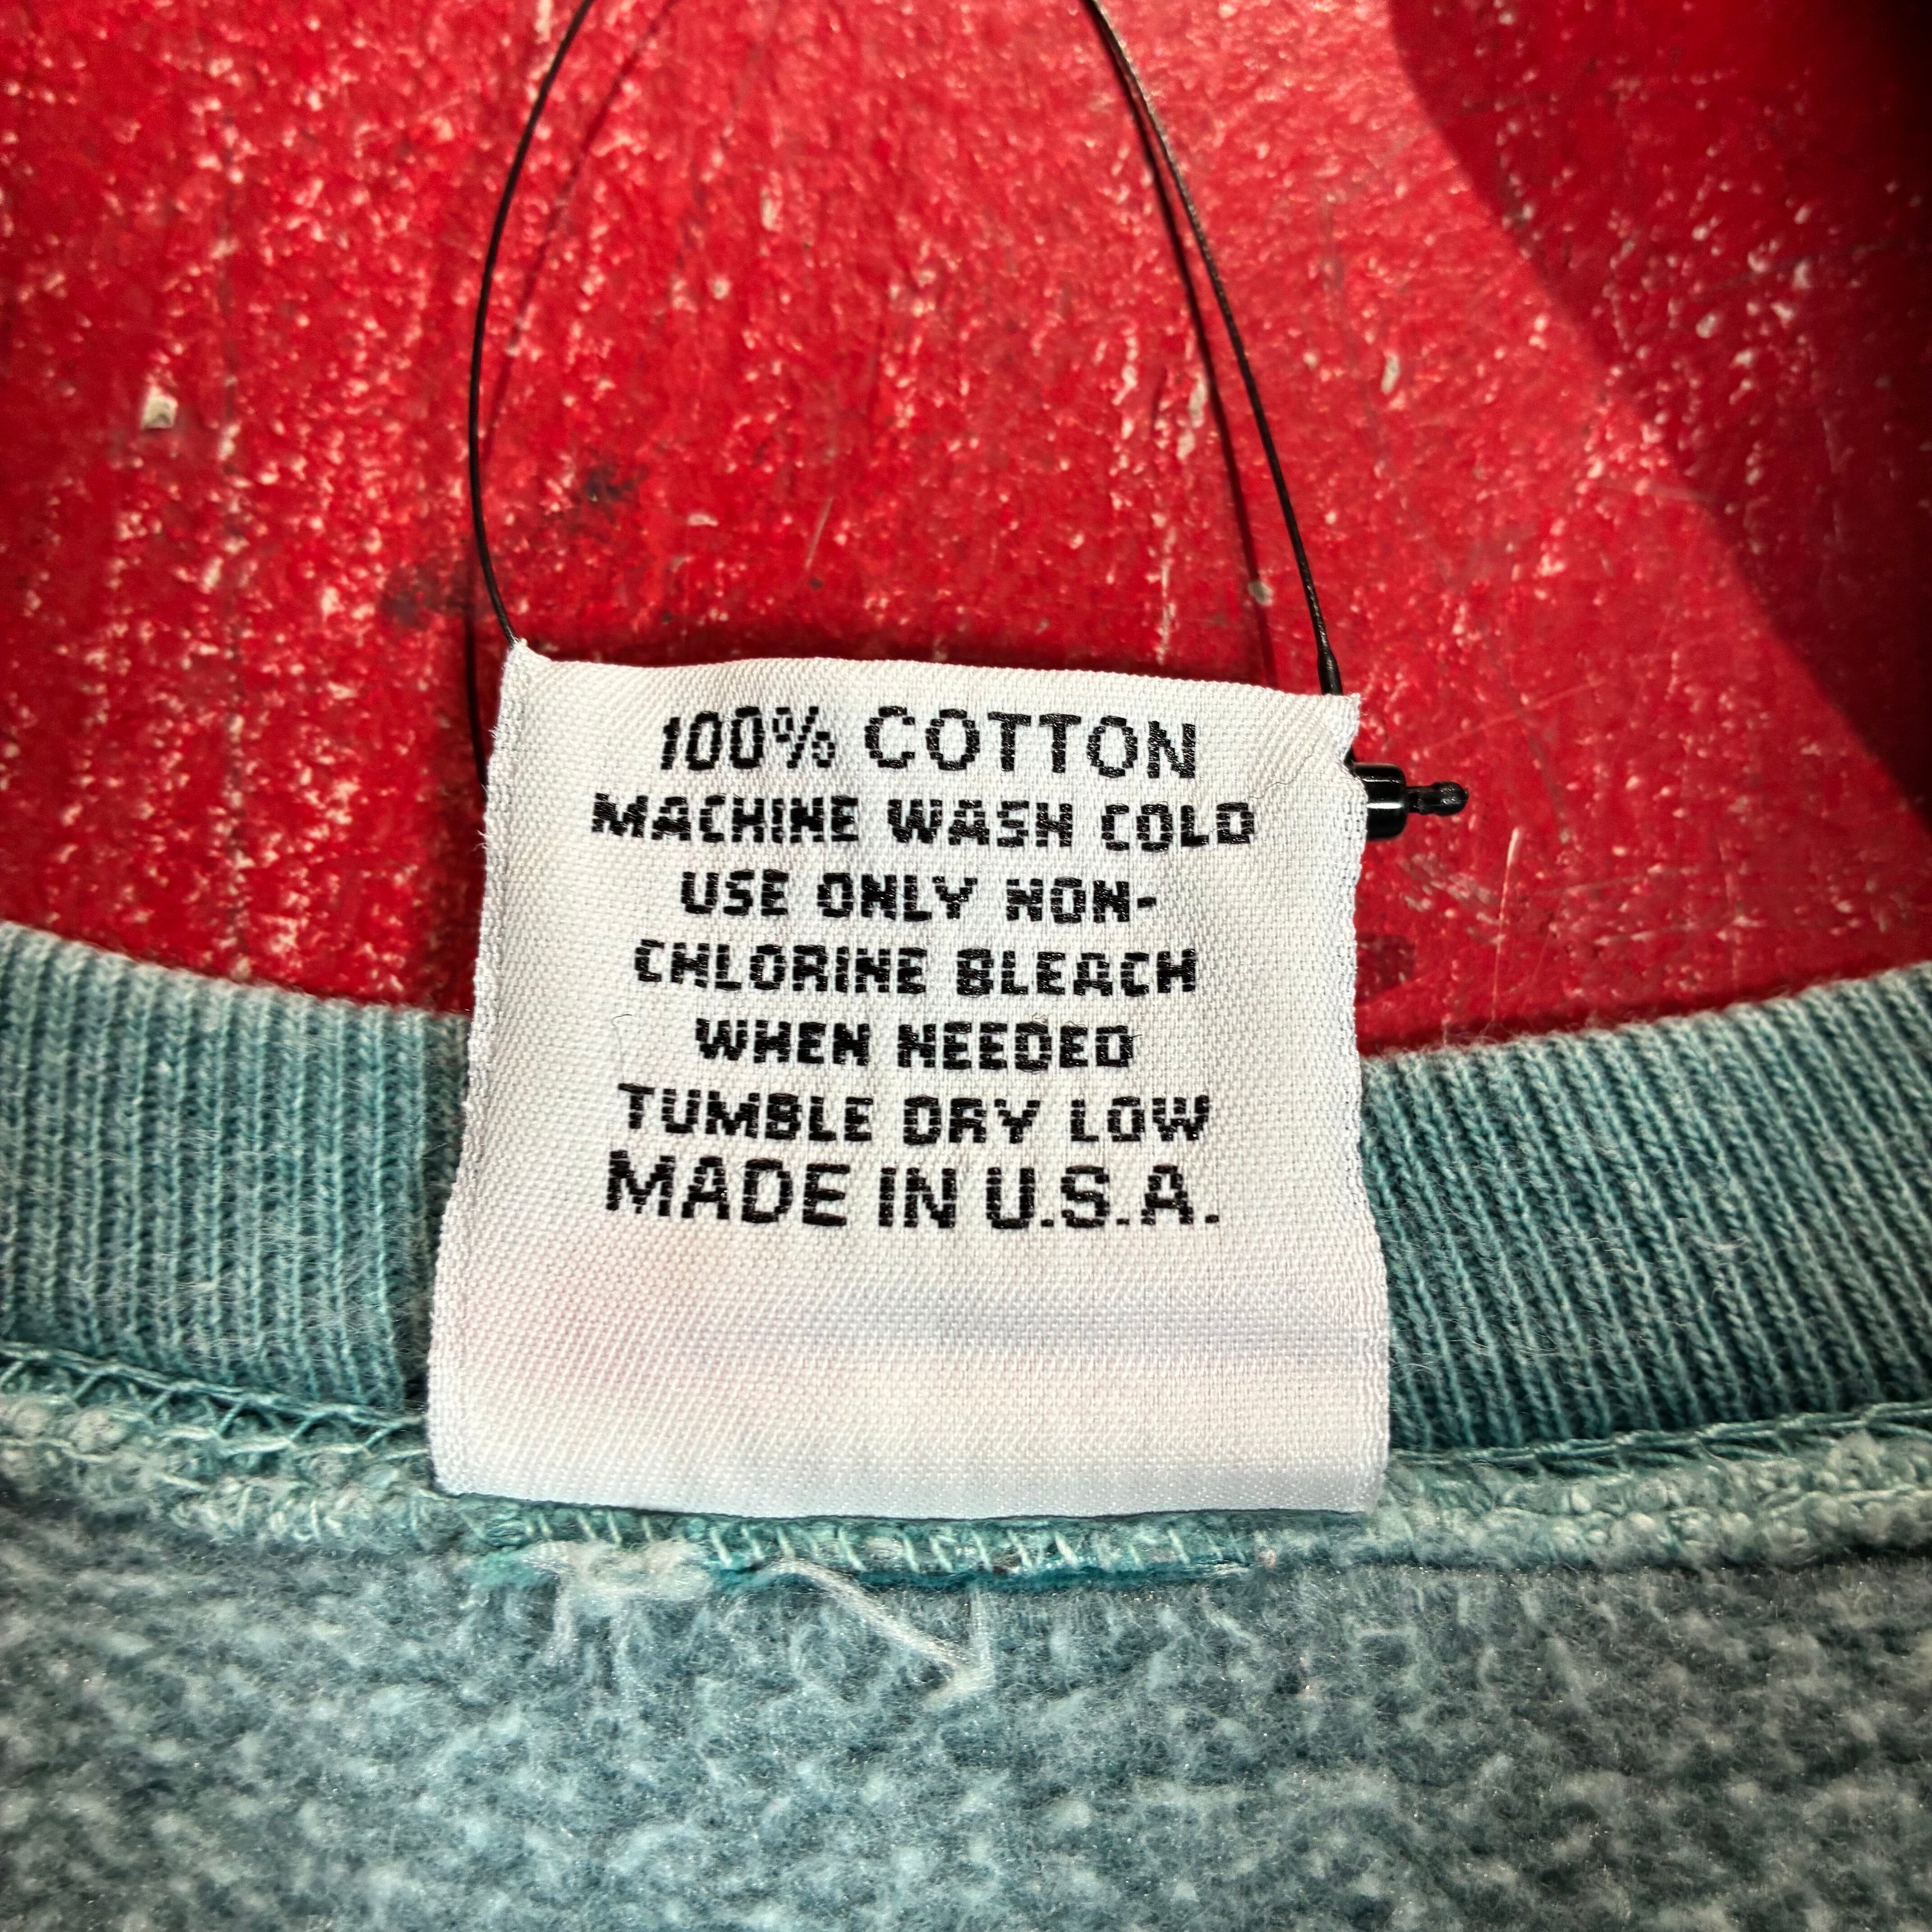 100% COTTON
MACHINE WASH COLD
USE ONLY NON-
CHLORINE BLEACH
WHEN NEEDED
TUMBLE DRY LOW
MADE IN U.S.A.